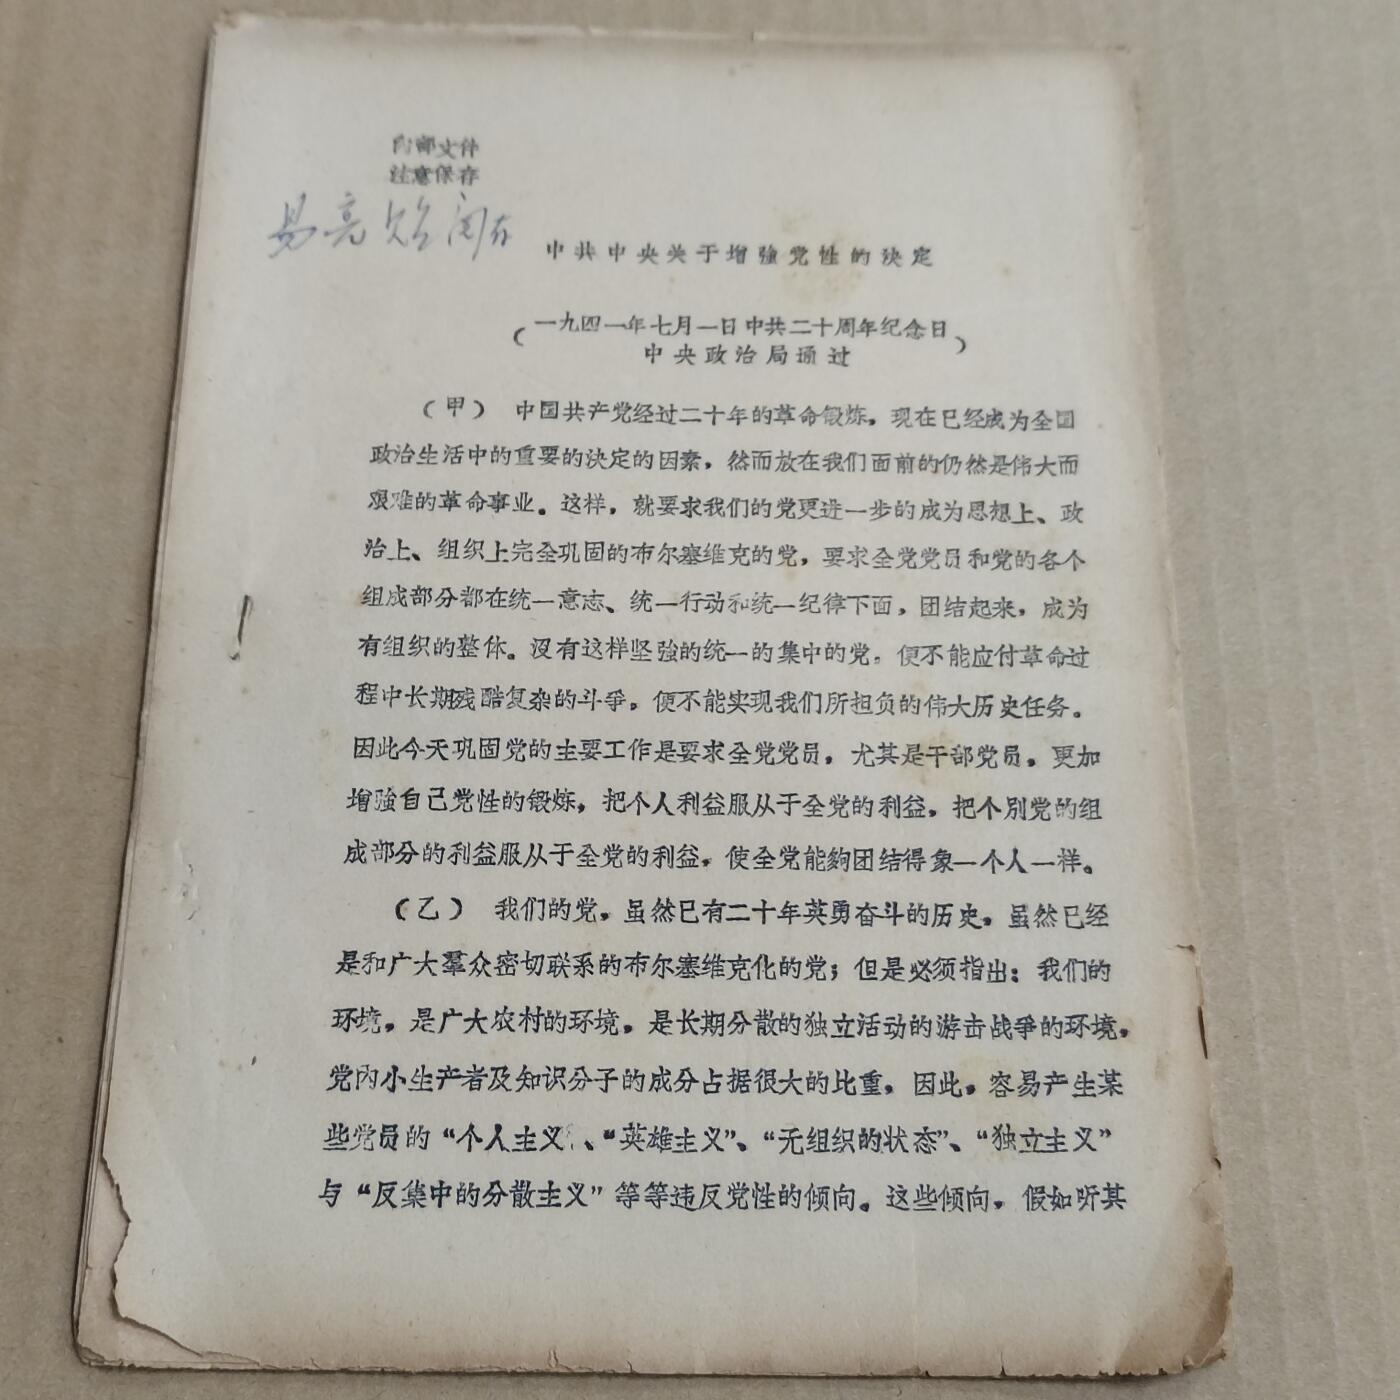 内部文件
注意保存
易亮 阅存
中共中央关于增強党性的决定
（一九四一年七月一日中共二十周年纪念日
中央政治局通过）
（甲） 中国共产党经过二十年的革命锻炼，现在已经成为全国
政治生活中的重要的决定的因素，然而放在我们面前的仍然是伟大而
艰难的革命事业。这样，就要求我们的党更进一步的成为思想上、政
治上、组织上完全巩固的布尔塞维克的党，要求全党党员和党的各个
组成部分都在统一意志、统一行动和统一纪律下面，团结起来，成为
有组织的整体。没有这样坚強的统一的集中的党，便不能应付革命过
程中长期残酷复杂的斗爭，便不能实现我们所担负的伟大历史任务。
因此今天巩固党的主要工作是要求全党党员，尤其是干部党员，更加
增強自己党性的锻炼，把个人利益服从于全党的利益，把个別党的组
成部分的利益服从于全党的利益，使全党能夠团结得象一个人一样。
（乙） 我们的党，虽然已有二十年英勇奋斗的历史，虽然已经
是和广大羣众密切联系的布尔塞维克化的党；但是必须指出：我们的
环境，是广大农村的环境，是长期分散的独立活动的游击战爭的环境，
党內小生产者及知识分子的成分占据很大的比重，因此，容易产生某
些党员的“个人主义”、“英雄主义”、“无组织的状态”、“独立主义”
与“反集中的分散主义”等等违反党性的倾向。这些倾向，假如听其